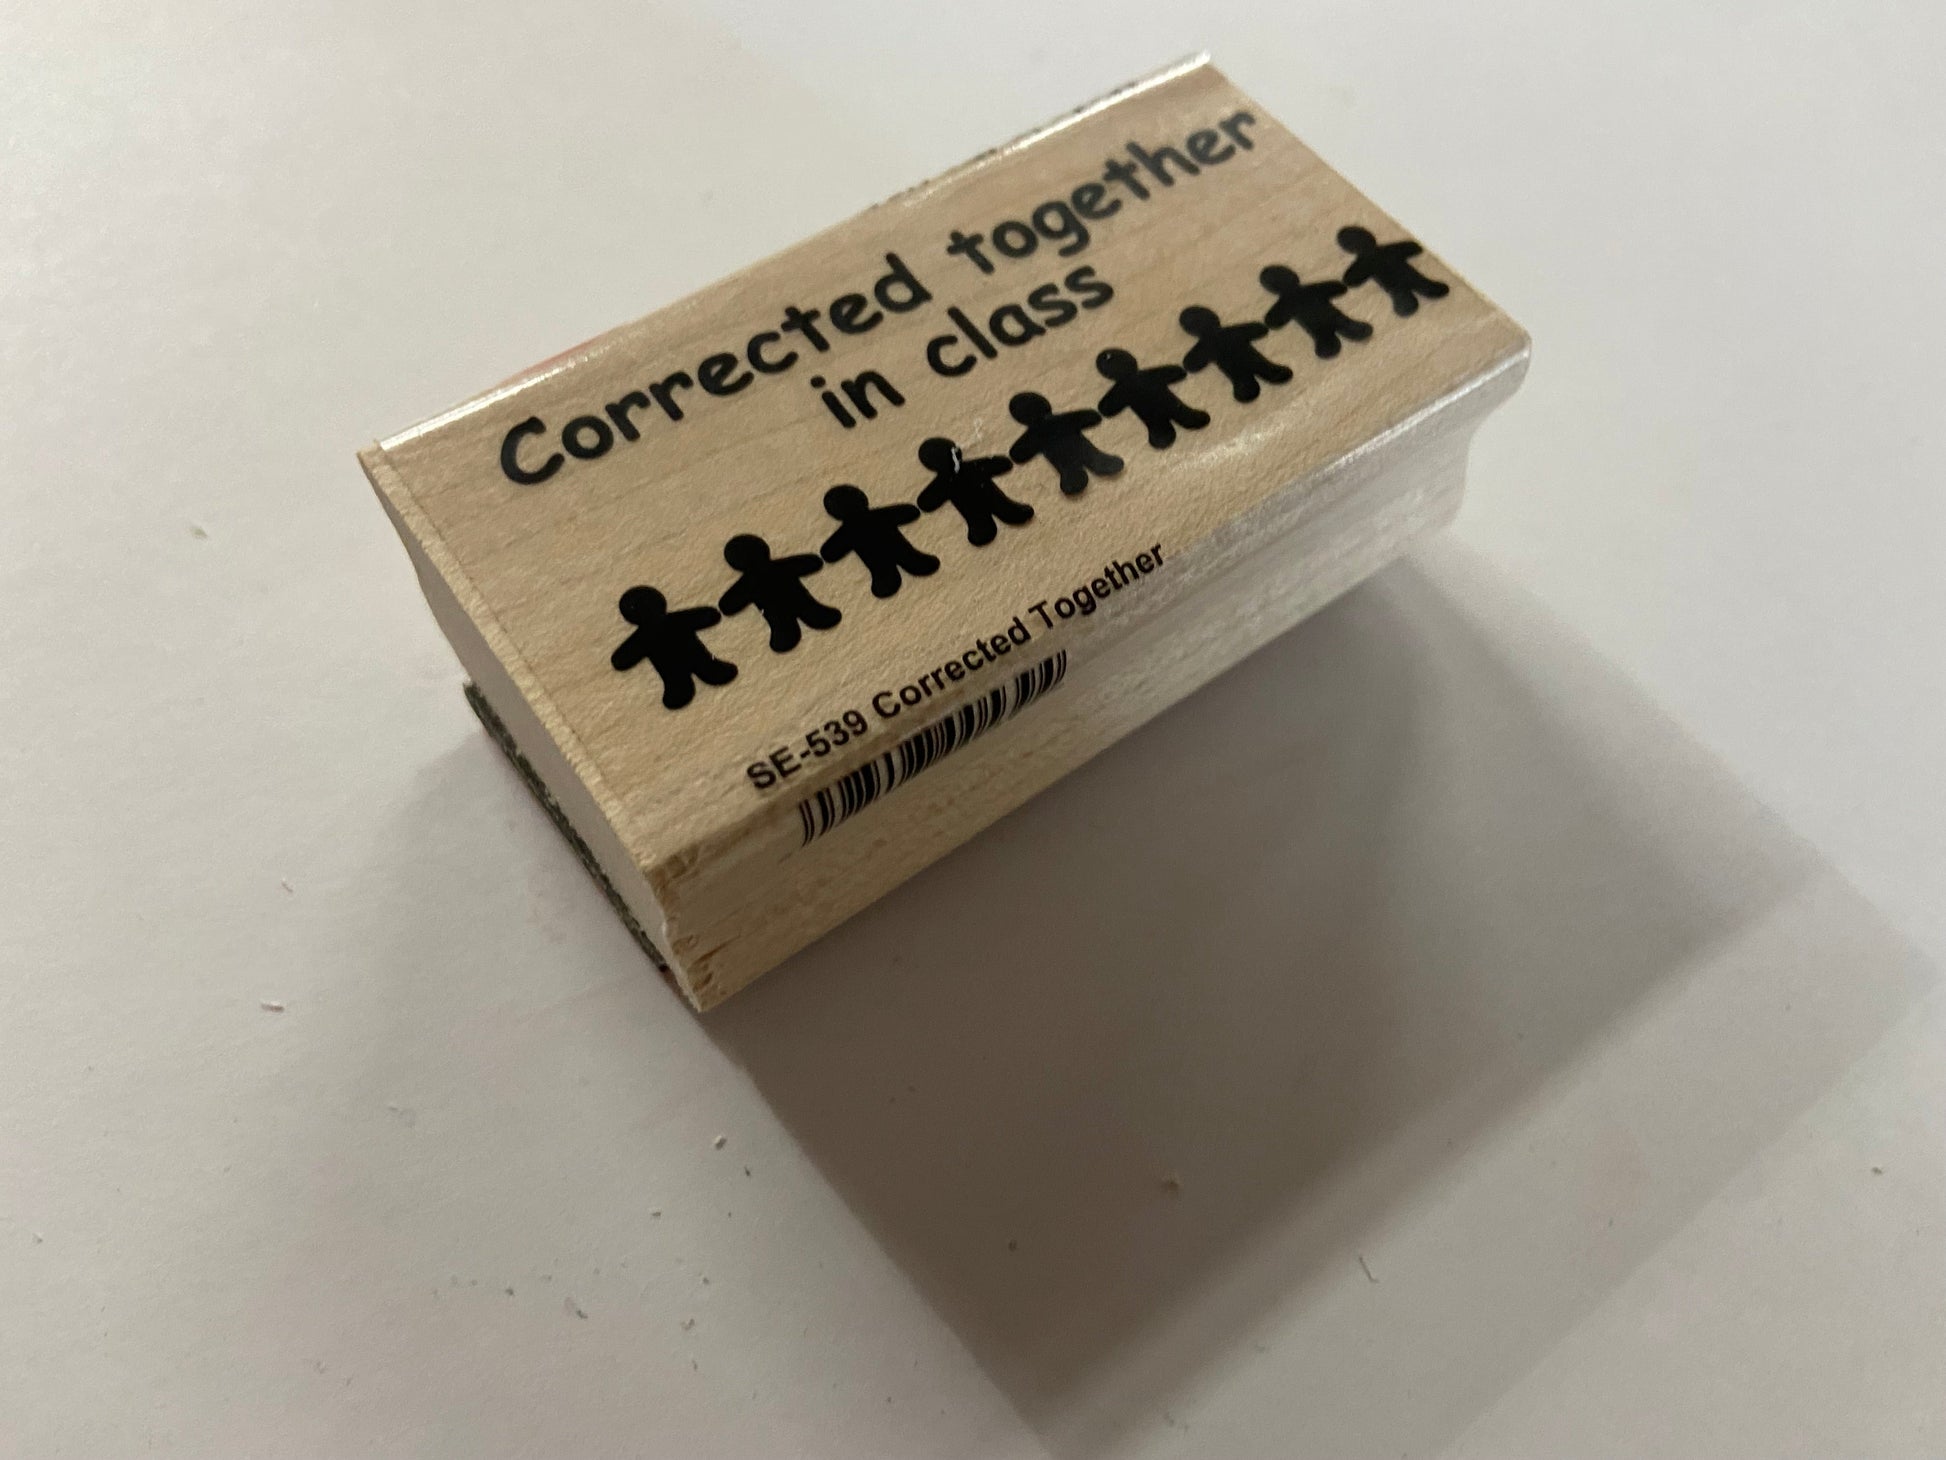 Corrected together
in class
SE-539 Corrected Together